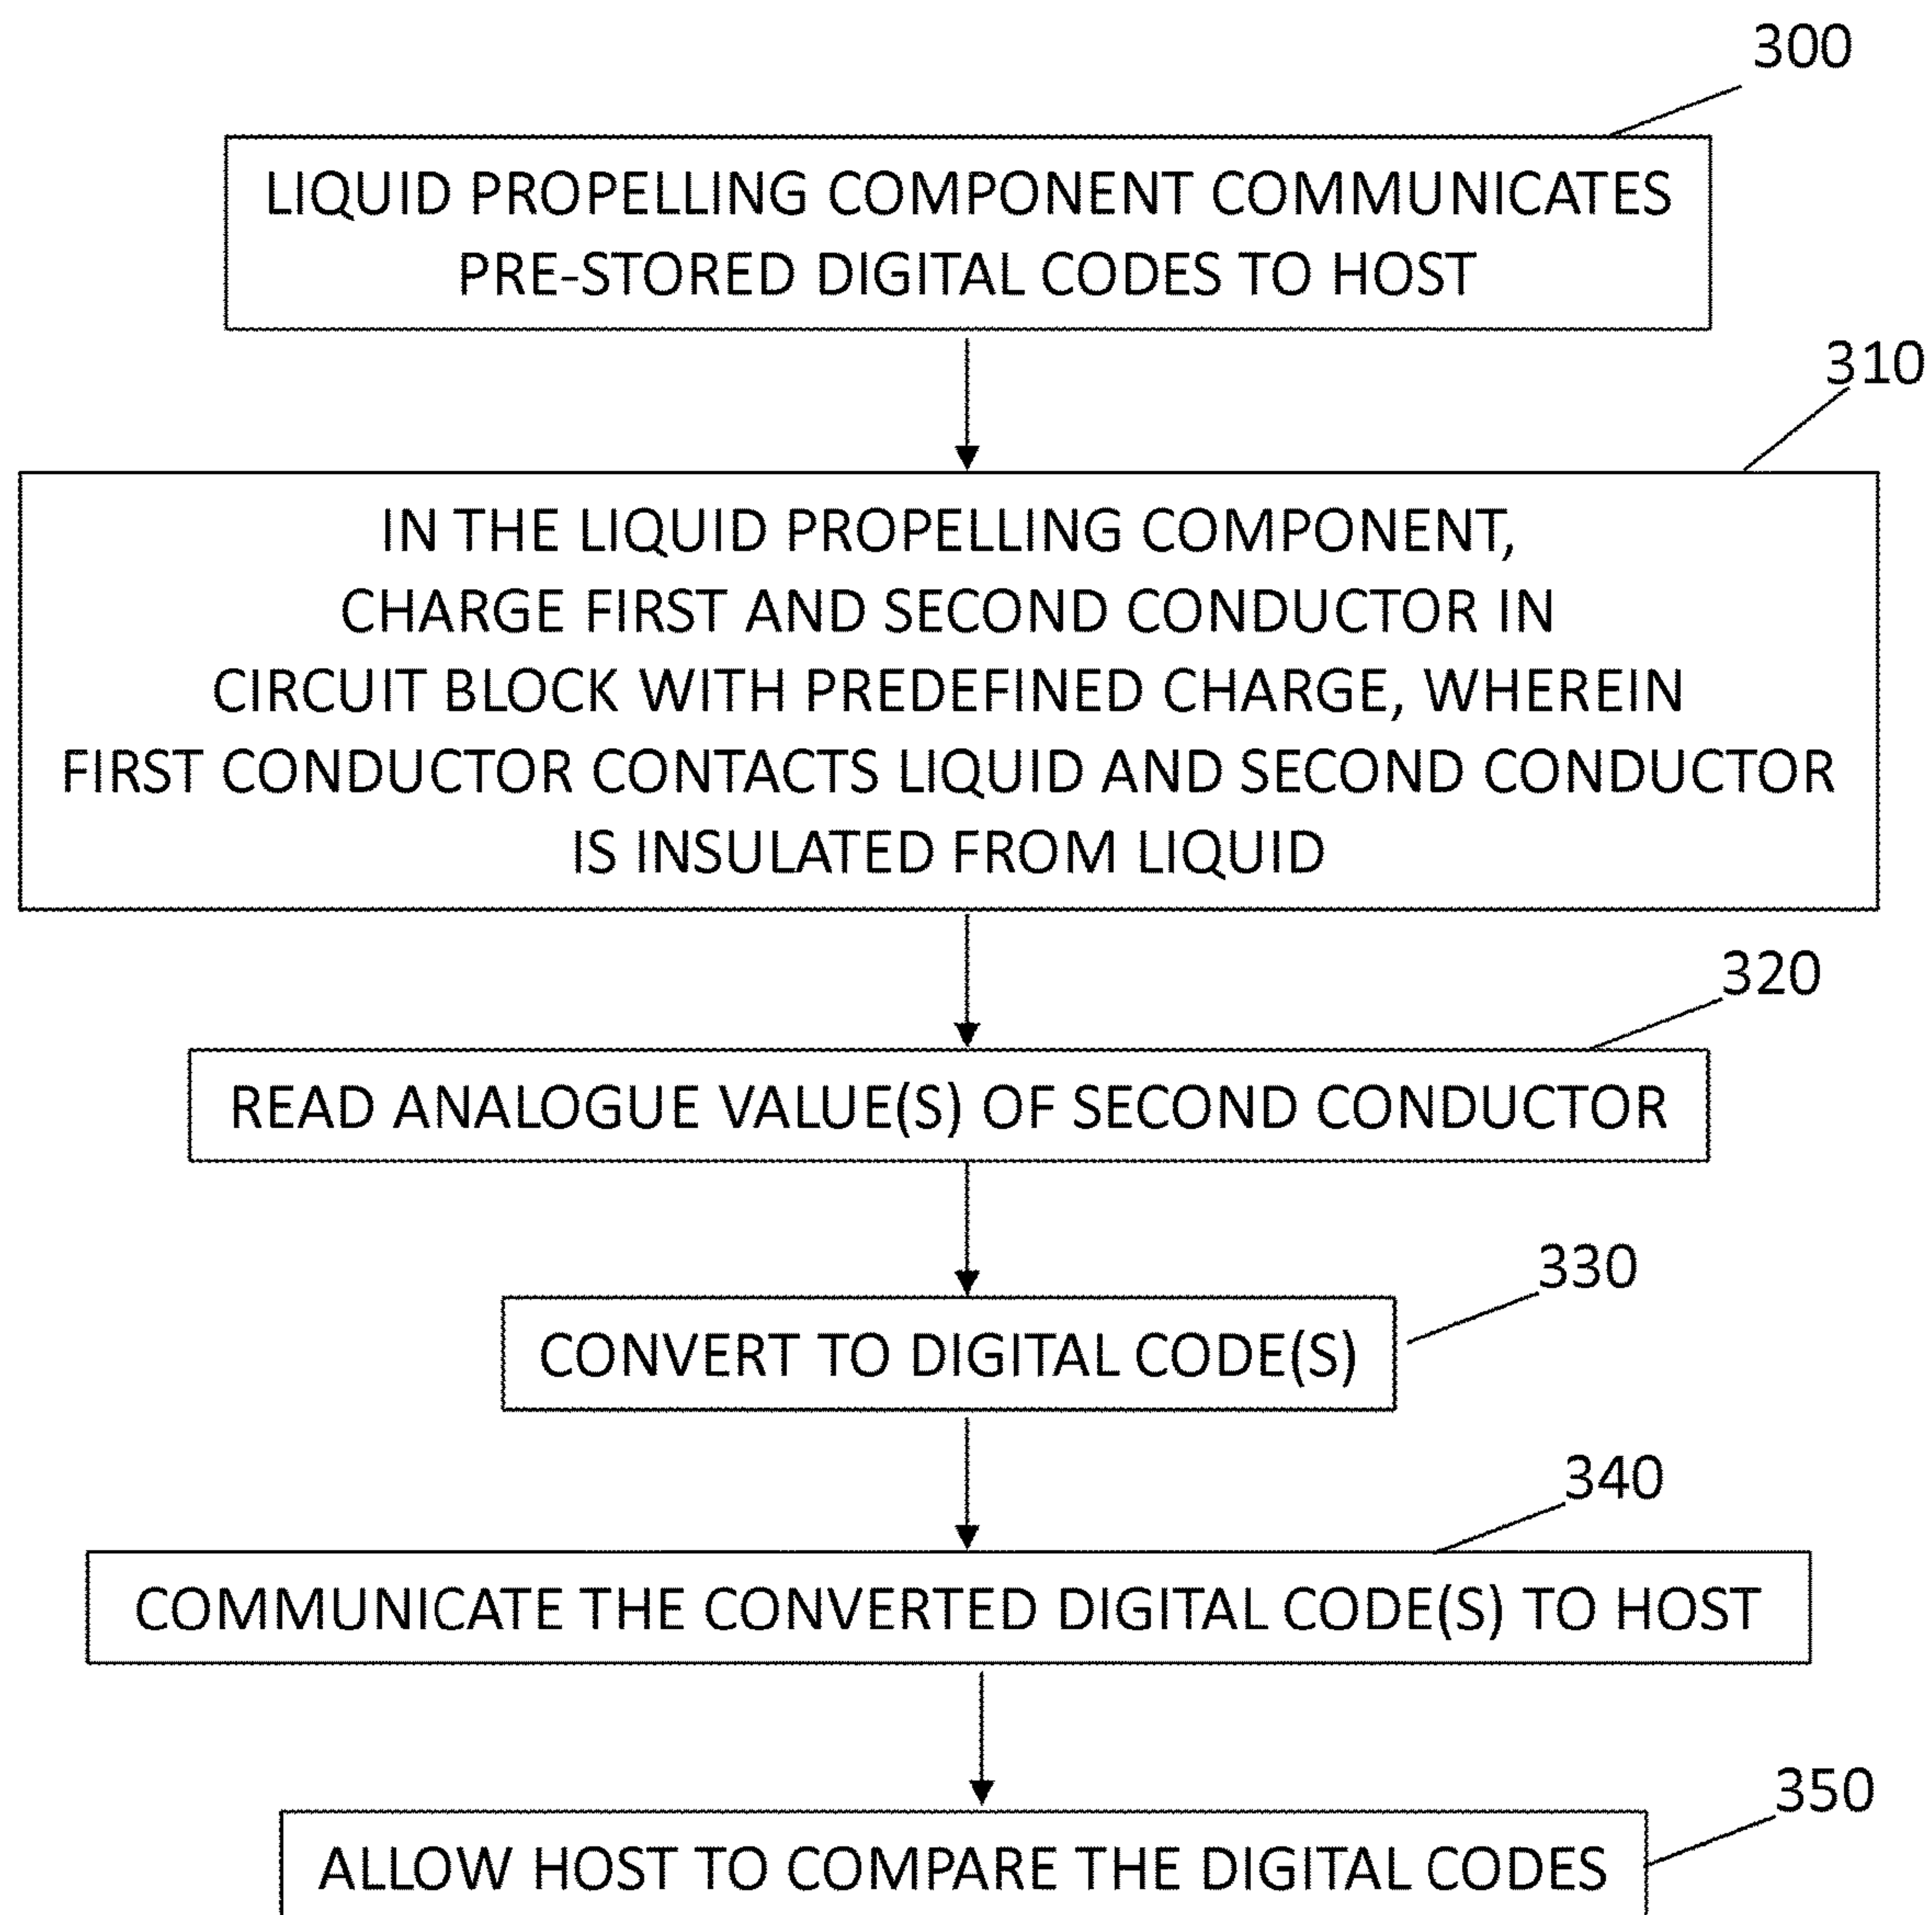 300
LIQUID PROPELLING COMPONENT COMMUNICATES
PRE-STORED DIGITAL CODES TO HOST
310
IN THE LIQUID PROPELLING COMPONENT,
CHARGE FIRST AND SECOND CONDUCTOR IN
CIRCUIT BLOCK WITH PREDEFINED CHARGE, WHEREIN
FIRST CONDUCTOR CONTACTS LIQUID AND SECOND CONDUCTOR
IS INSULATED FROM LIQUID
320
READ ANALOGUE VALUE(S) OF SECOND CONDUCTOR
330
CONVERT TO DIGITAL CODE(S)
340
COMMUNICATE THE CONVERTED DIGITAL CODE(S) TO HOST
350
ALLOW HOST TO COMPARE THE DIGITAL CODES